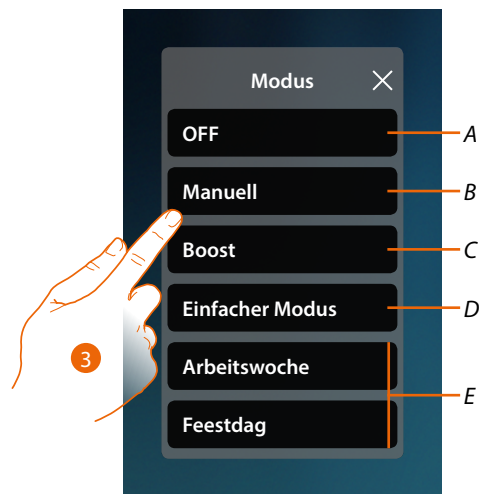 Modus
OFF
A
Manuell
B
Boost
C
Einfacher Modus
D
3
Arbeitswoche
E
Feestdag